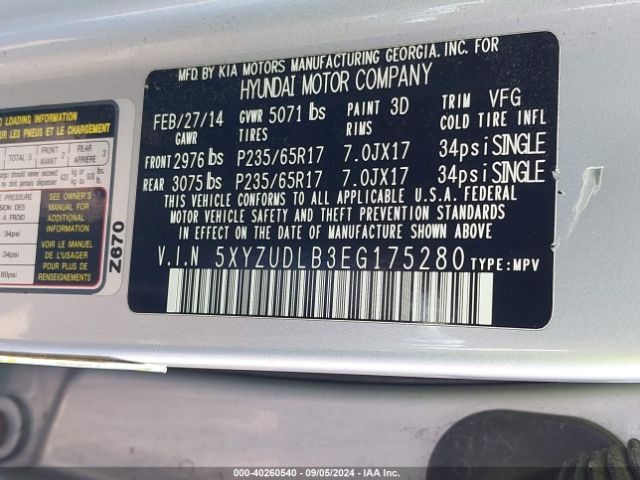 MFD. BY KIA MOTORS MANUFACTURING GEORGIA, INC. FOR
HYUNDAI MOTOR COMPANY
FEB/27/14 GVWR 5071 lbs PAINT 3D TRIM VFG
GAWR TIRES COLD TIRE INFL
FRONT 2976 lbs P235/65R17 7.0JX17 34psi SINGLE
REAR 3075 lbs P235/65R17 7.0JX17 34psi SINGLE
THIS VEHICLE CONFORMS TO ALL APPLICABLE U.S.A. FEDERAL
MOTOR VEHICLE SAFETY AND THEFT PREVENTION STANDARDS
IN EFFECT ON THE DATE OF MANUFACTURE SHOWN ABOVE.
V.I.N 5XYZUDLB3EG175280 TYPE: MPV
LOADING INFORMATION
SUR LES PNEUS ET LE CHARGEMENT
TOTAL 5 FRONT AVANT 2 REAR ARRIÈRE 3
SEE OWNER'S
MANUAL FOR
ADDITIONAL
INFORMATION
VOIR LE MANUEL
DE L'USAGER
POUR PLUS DE
RENSEIGNEMENTS
PRESSURE
34psi
34psi
60psi
Z670
000-40260540 - 09/05/2024 - IAA Inc.